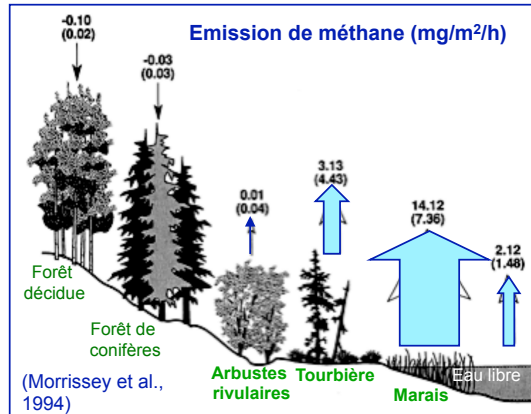 Emission de méthane (mg/m²/h)
-0.10
(0.02)
-0.03
(0.03)
0.01
(0.04)
3.13
(4.43)
14.12
(7.36)
2.12
(1.48)
Forêt
décidue
Forêt de
conifères
Arbustes
rivulaires
Tourbière
Marais
Eau libre
(Morrissey et al.,
1994)